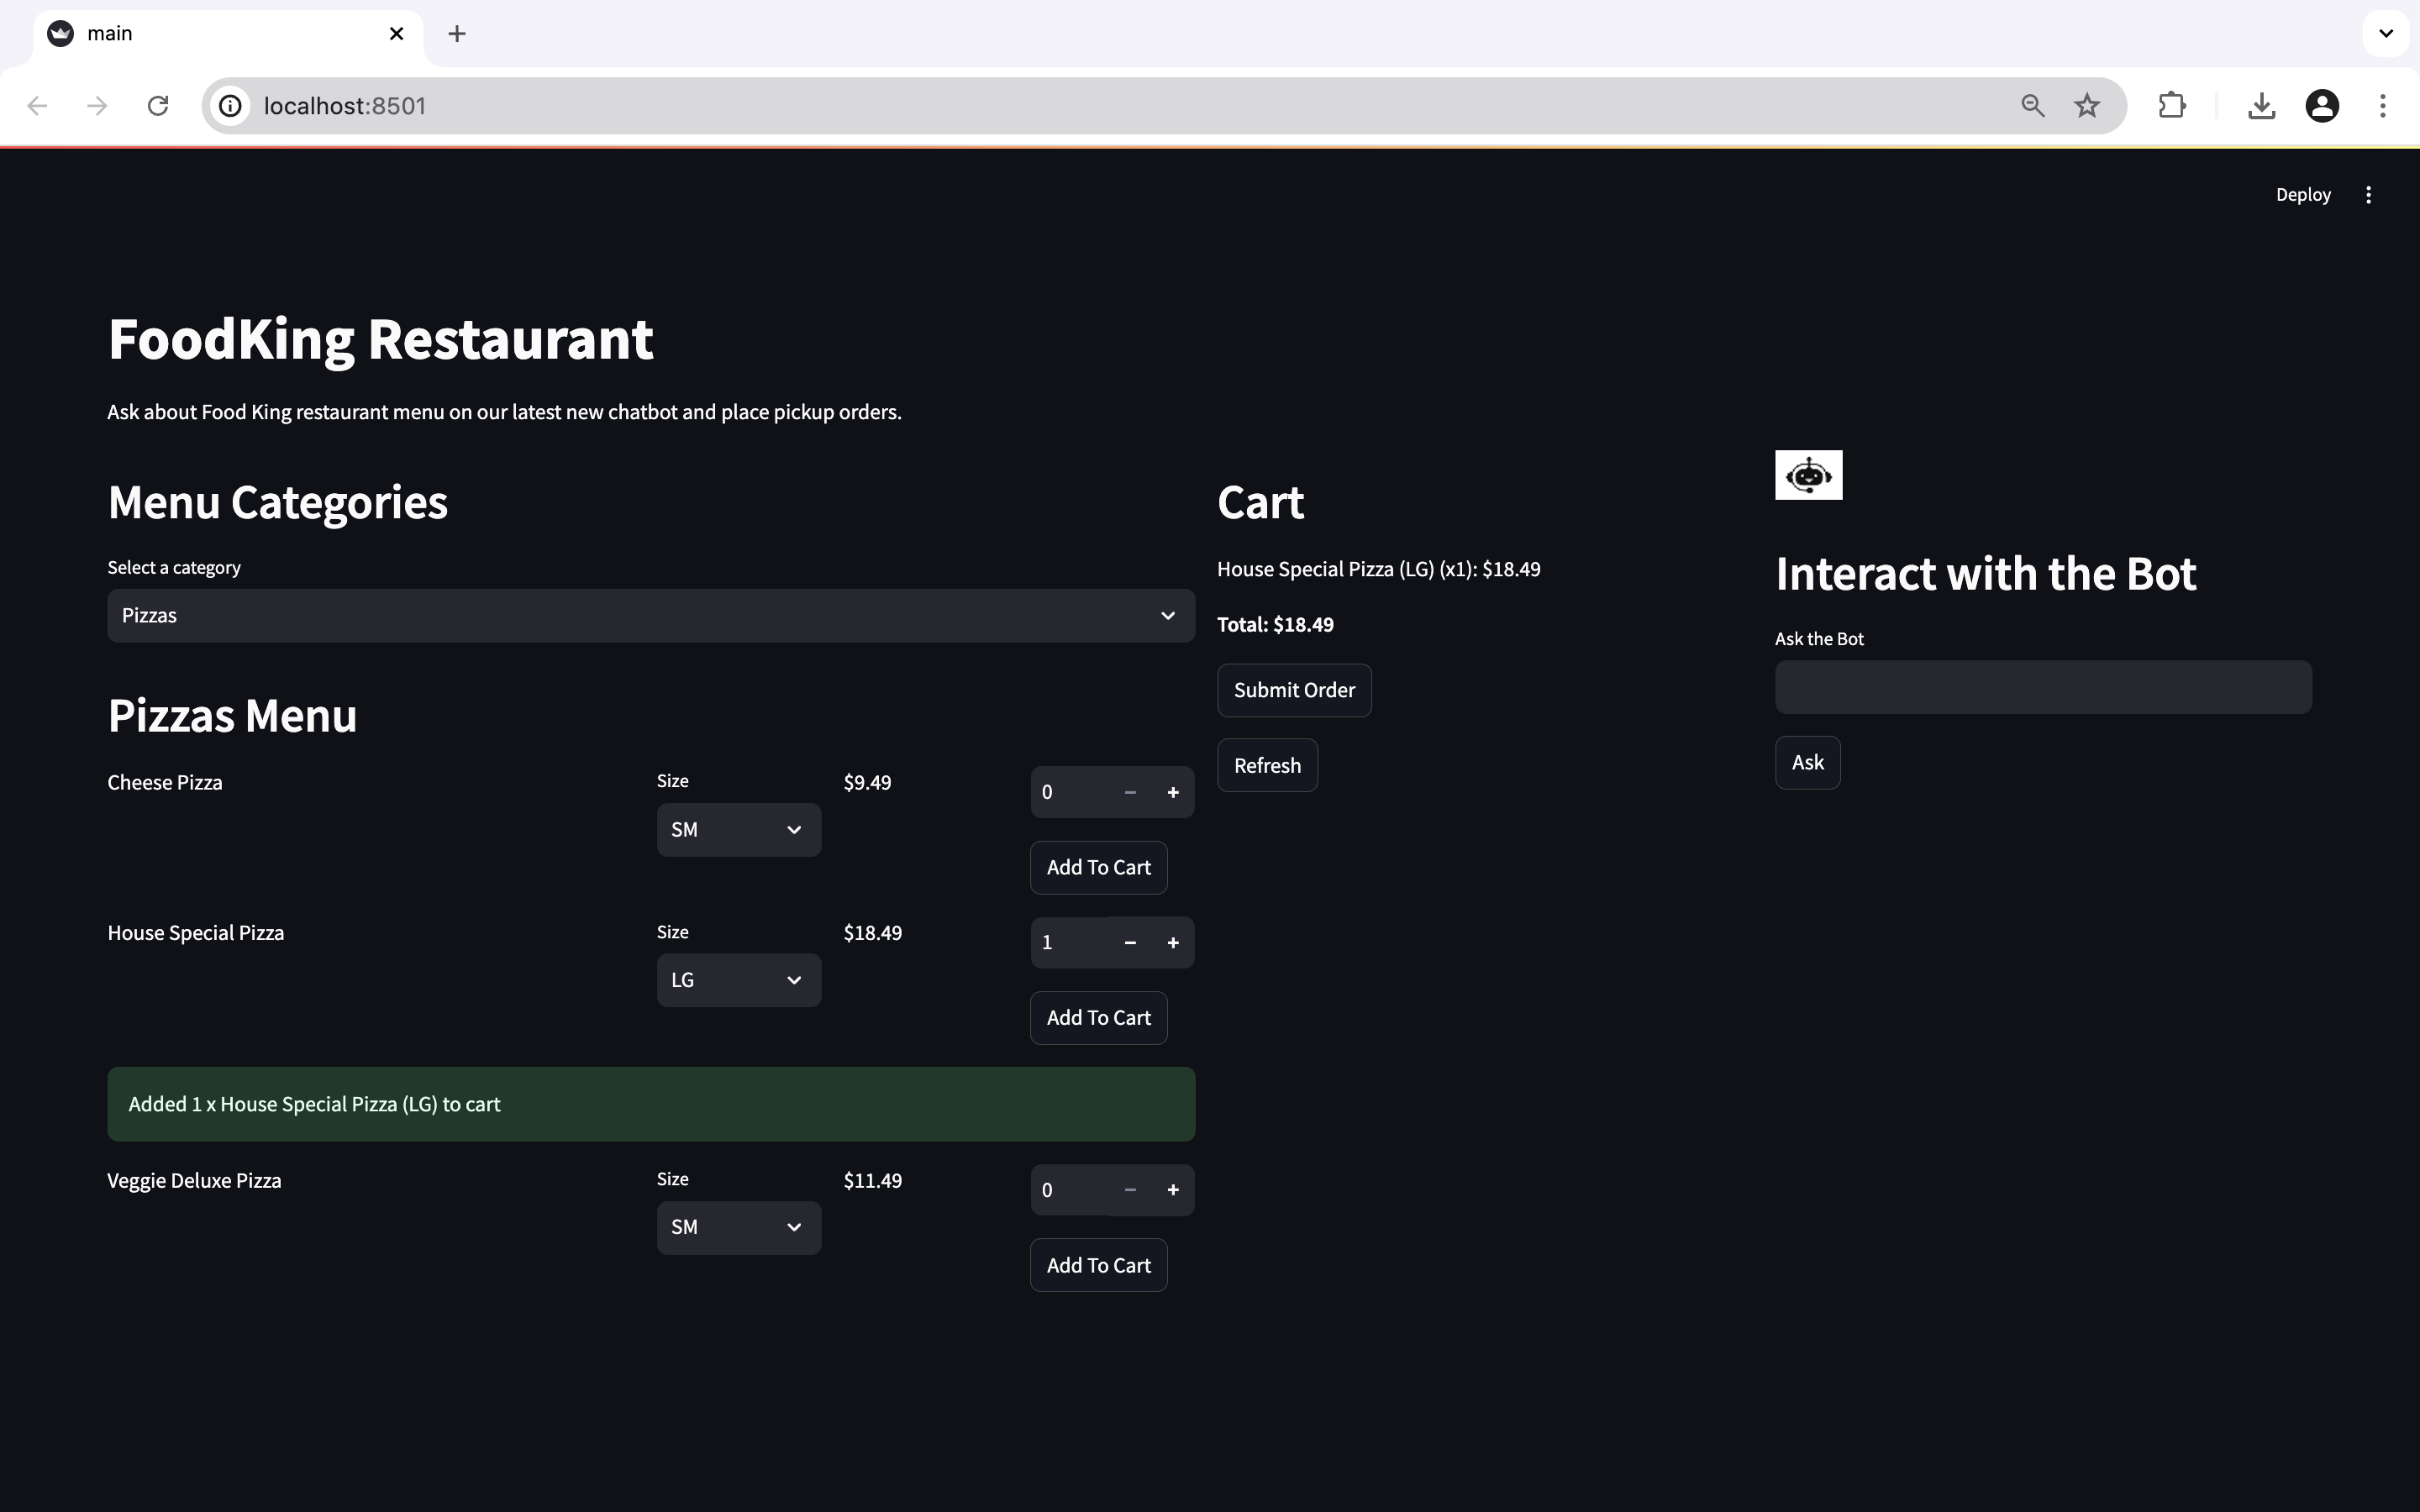 main
localhost:8501
Deploy
FoodKing Restaurant
Ask about Food King restaurant menu on our latest new chatbot and place pickup orders.
Menu Categories
Select a category
Pizzas
Pizzas Menu
Cheese Pizza
Size
SM
$9.49
0
Add To Cart
House Special Pizza
Size
LG
$18.49
1
Add To Cart
Added 1 x House Special Pizza (LG) to cart
Veggie Deluxe Pizza
Size
SM
$11.49
0
Add To Cart
Cart
House Special Pizza (LG) (x1): $18.49
Total: $18.49
Submit Order
Refresh
Interact with the Bot
Ask the Bot
Ask